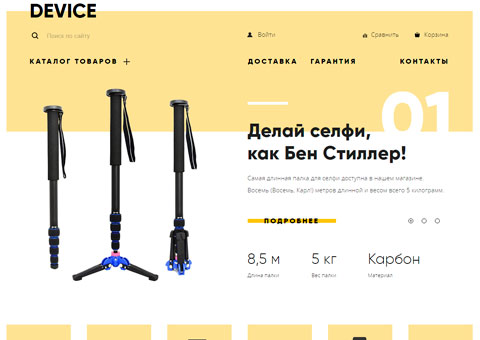 DEVICE
Поиск по сайту
Войти
Сравнить
Корзина
КАТАЛОГ ТОВАРОВ +
ДОСТАВКА
ГАРАНТИЯ
КОНТАКТЫ
01
Делай селфи,
как Бен Стиллер!
Самая длинная палка для селфи доступна в нашем магазине.
Восемь (Восемь, Карл!) метров длинной и весом всего 5 килограмм.
ПОДРОБНЕЕ
8,5 м
5 кг
Карбон
Длина палки
Вес палки
Материал